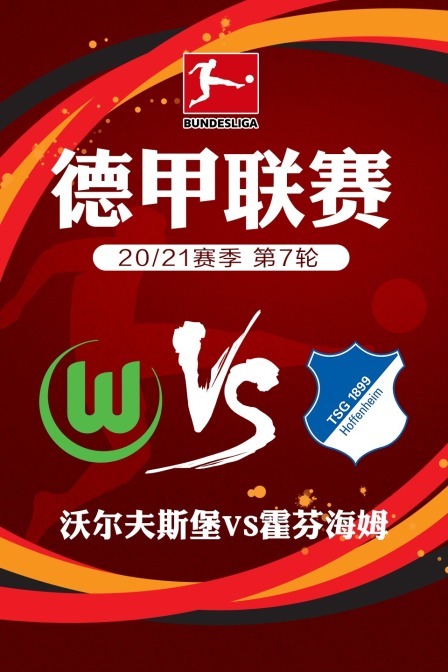 BUNDESLIGA
德甲联赛
20/21赛季 第7轮
W
VS
TSG 1899
Hoffenheim
沃尔夫斯堡VS霍芬海姆